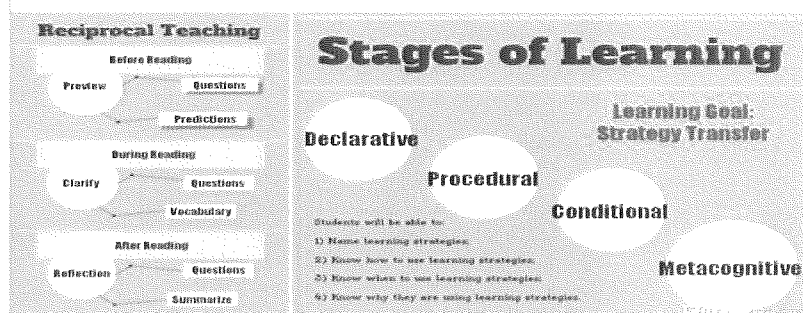 Reciprocal Teaching
Before Reading
Preview
Questions
Predictions
During Reading
Clarify
Questions
Vocabulary
After Reading
Reflection
Questions
Summarize
Stages of Learning
Learning Goal:
Strategy Transfer
Declarative
Procedural
Conditional
Metacognitive
Students will be able to:
1) Name learning strategies.
2) Know how to use learning strategies.
3) Know when to use learning strategies.
4) Know why they are using learning strategies.